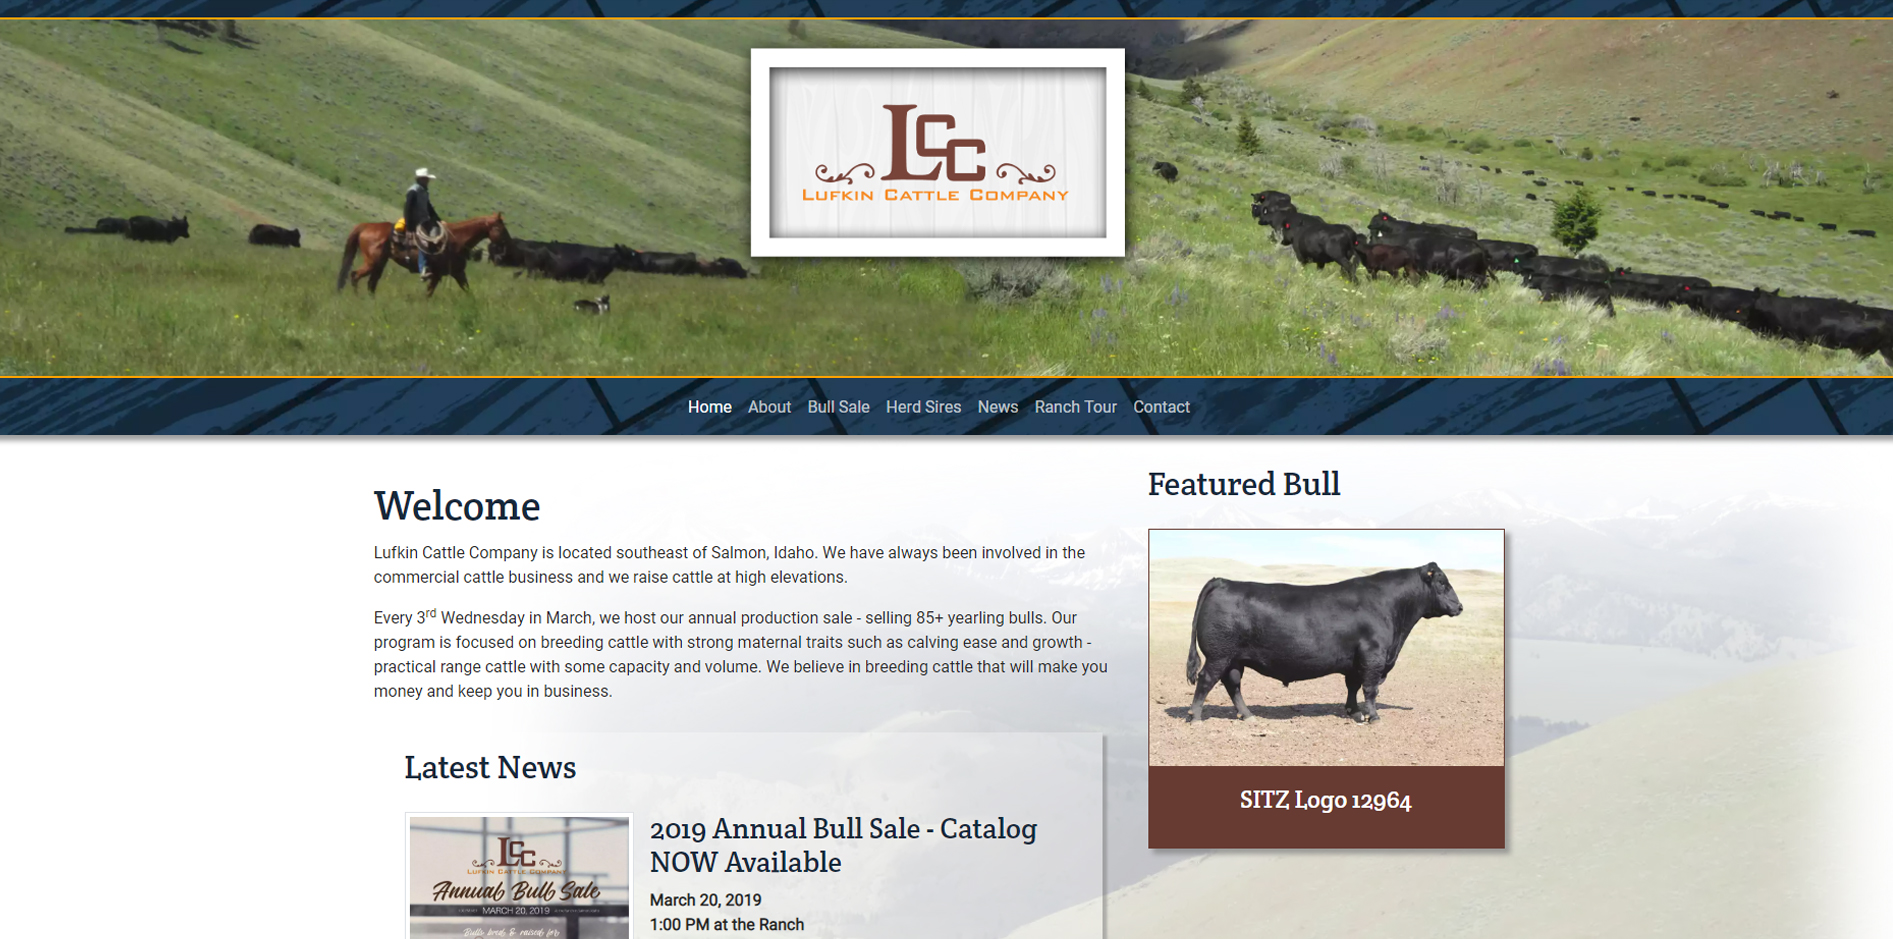 LCC
LUFKIN CATTLE COMPANY
Home About Bull Sale Herd Sires News Ranch Tour Contact
Welcome
Lufkin Cattle Company is located southeast of Salmon, Idaho. We have always been involved in the
commercial cattle business and we raise cattle at high elevations.
Every 3rd Wednesday in March, we host our annual production sale - selling 85+ yearling bulls. Our
program is focused on breeding cattle with strong maternal traits such as calving ease and growth -
practical range cattle with some capacity and volume. We believe in breeding cattle that will make you
money and keep you in business.
Latest News
LCC
LUFKIN CATTLE COMPANY
Annual Bull Sale
MARCH 20, 2019
Bulls bred & raised for
2019 Annual Bull Sale - Catalog
NOW Available
March 20, 2019
1:00 PM at the Ranch
Featured Bull
SITZ Logo 12964